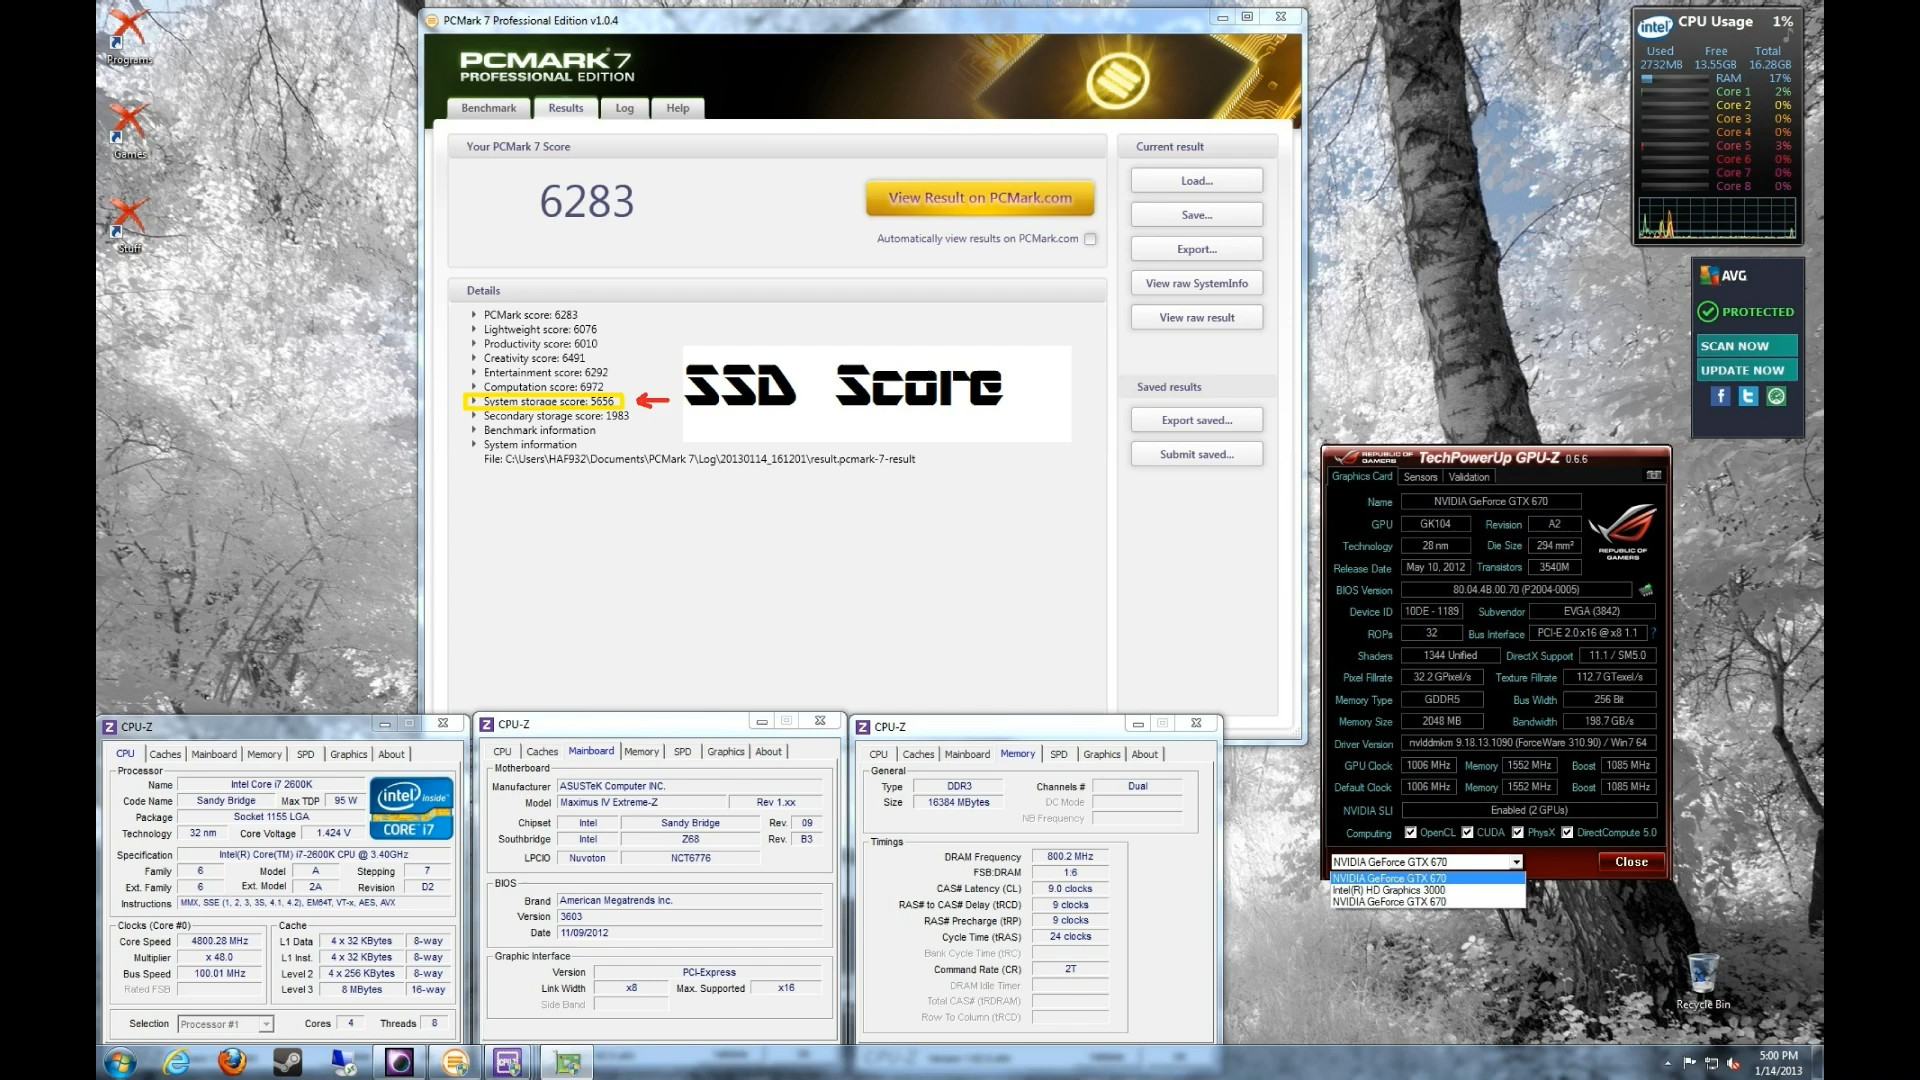 Programs
Games
Stuff
PCMark 7 Professional Edition v1.0.4
PCMARK 7
PROFESSIONAL EDITION
Benchmark Results Log Help
Your PCMark 7 Score
6283
View Result on PCMark.com
Automatically view results on PCMark.com
Details
PCMark score: 6283
Lightweight score: 6076
Productivity score: 6010
Creativity score: 6491
Entertainment score: 6292
Computation score: 6972
System storage score: 5656
Secondary storage score: 1983
Benchmark information
System information
File: C:\Users\HAF932\Documents\PCMark 7\Log\20130114_161201\result.pcmark-7-result
SSD Score
Current result
Load...
Save...
Export...
View raw SystemInfo
View raw result
Saved results
Export saved...
Submit saved...
intel CPU Usage 1%
Used Free Total
2732MB 13.55GB 16.28GB
RAM 17%
Core 1 2%
Core 2 0%
Core 3 0%
Core 4 0%
Core 5 3%
Core 6 0%
Core 7 0%
Core 8 0%
AVG
PROTECTED
SCAN NOW
UPDATE NOW
REPUBLIC OF GAMERS TechPowerUp GPU-Z 0.6.6
Graphics Card Sensors Validation
Name NVIDIA GeForce GTX 670
GPU GK104 Revision A2
Technology 28 nm Die Size 294 mm²
REPUBLIC OF GAMERS
Release Date May 10, 2012 Transistors 3540M
BIOS Version 80.04.4B.00.70 (P2004-0005)
Device ID 10DE - 1189 Subvendor EVGA (3842)
ROPs 32 Bus Interface PCI-E 2.0 x16 @ x8 1.1 ?
Shaders 1344 Unified DirectX Support 11.1 / SM5.0
Pixel Fillrate 32.2 GPixel/s Texture Fillrate 112.7 GTexel/s
Memory Type GDDR5 Bus Width 256 Bit
Memory Size 2048 MB Bandwidth 198.7 GB/s
Driver Version nvlddmkm 9.18.13.1090 (ForceWare 310.90) / Win7 64
GPU Clock 1006 MHz Memory 1552 MHz Boost 1085 MHz
Default Clock 1006 MHz Memory 1552 MHz Boost 1085 MHz
NVIDIA SLI Enabled (2 GPUs)
Computing OpenCL CUDA PhysX DirectCompute 5.0
NVIDIA GeForce GTX 670 Close
NVIDIA GeForce GTX 670
Intel(R) HD Graphics 3000
NVIDIA GeForce GTX 670
CPU-Z
CPU Caches Mainboard Memory SPD Graphics About
Processor
Name Intel Core i7 2600K
Code Name Sandy Bridge Max TDP 95 W
Package Socket 1155 LGA
Technology 32 nm Core Voltage 1.424 V
intel inside
CORE i7
Specification Intel(R) Core(TM) i7-2600K CPU @ 3.40GHz
Family 6 Model A Stepping 7
Ext. Family 6 Ext. Model 2A Revision D2
Instructions MMX, SSE (1, 2, 3, 3S, 4.1, 4.2), EM64T, VT-x, AES, AVX
Clocks (Core #0)
Core Speed 4800.28 MHz
Multiplier x 48.0
Bus Speed 100.01 MHz
Rated FSB
Cache
L1 Data 4 x 32 KBytes 8-way
L1 Inst. 4 x 32 KBytes 8-way
Level 2 4 x 256 KBytes 8-way
Level 3 8 MBytes 16-way
Selection Processor #1 Cores 4 Threads 8
CPU-Z
CPU Caches Mainboard Memory SPD Graphics About
Motherboard
Manufacturer ASUSTeK Computer INC.
Model Maximus IV Extreme-Z Rev 1.xx
Chipset Intel Sandy Bridge Rev. 09
Southbridge Intel Z68 Rev. B3
LPCIO Nuvoton NCT6776
BIOS
Brand American Megatrends Inc.
Version 3603
Date 11/09/2012
Graphic Interface
Version PCI-Express
Link Width x8 Max. Supported x16
Side Band
CPU-Z
CPU Caches Mainboard Memory SPD Graphics About
General
Type DDR3 Channels # Dual
Size 16384 MBytes DC Mode
NB Frequency
Timings
DRAM Frequency 800.2 MHz
FSB:DRAM 1:6
CAS# Latency (CL) 9.0 clocks
RAS# to CAS# Delay (tRCD) 9 clocks
RAS# Precharge (tRP) 9 clocks
Cycle Time (tRAS) 24 clocks
Bank Cycle Time (tRC)
Command Rate (CR) 2T
DRAM Idle Timer
Total CAS# (tRDRAM)
Row To Column (tRCD)
Recycle Bin
5:00 PM
1/14/2013